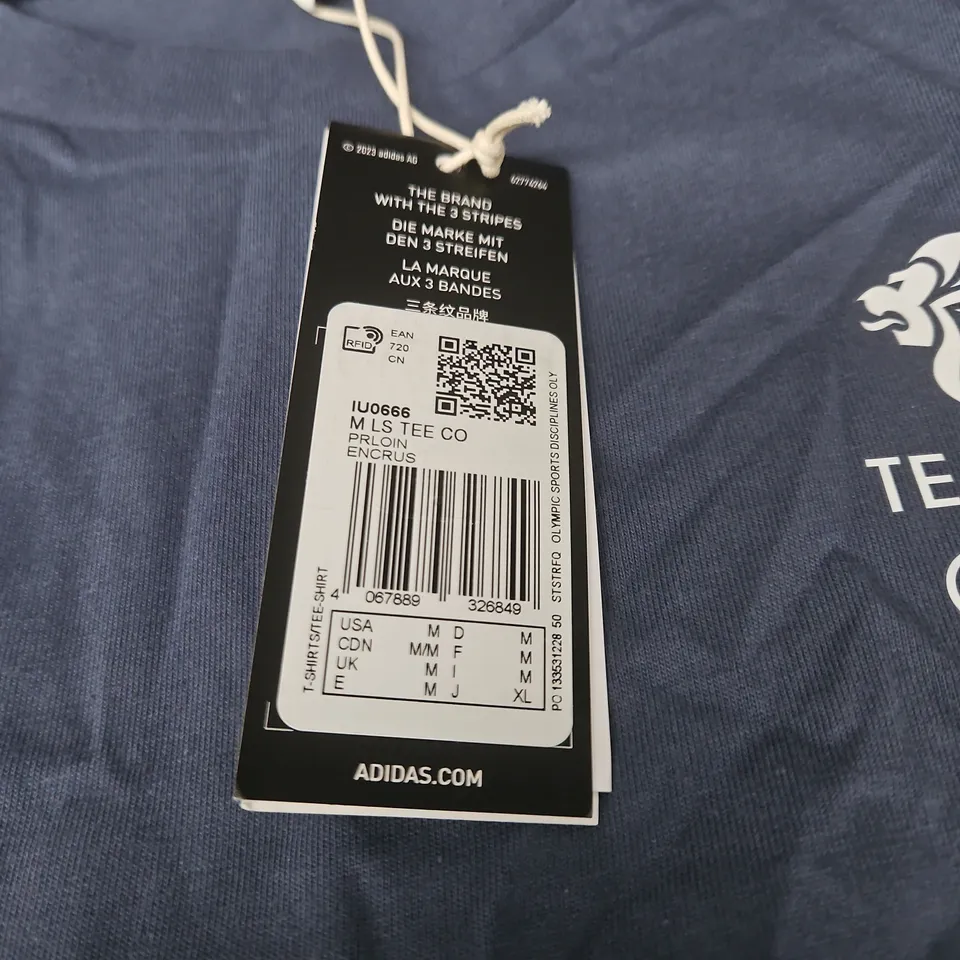 © 2023 adidas AG
62774264
THE BRAND
WITH THE 3 STRIPES
DIE MARKE MIT
DEN 3 STREIFEN
LA MARQUE
AUX 3 BANDES
三条纹品牌
RFID
EAN
720
CN
IU0666
M LS TEE CO
PRLOIN
ENCRUS
4 067889 326849
T-SHIRTS/TEE-SHIRT
USA M D M
CDN M/M F M
UK M I M
E M J XL
PO 133531228 50 STSTRFQ OLYMPIC SPORTS DISCIPLINES OLY
ADIDAS.COM
TE